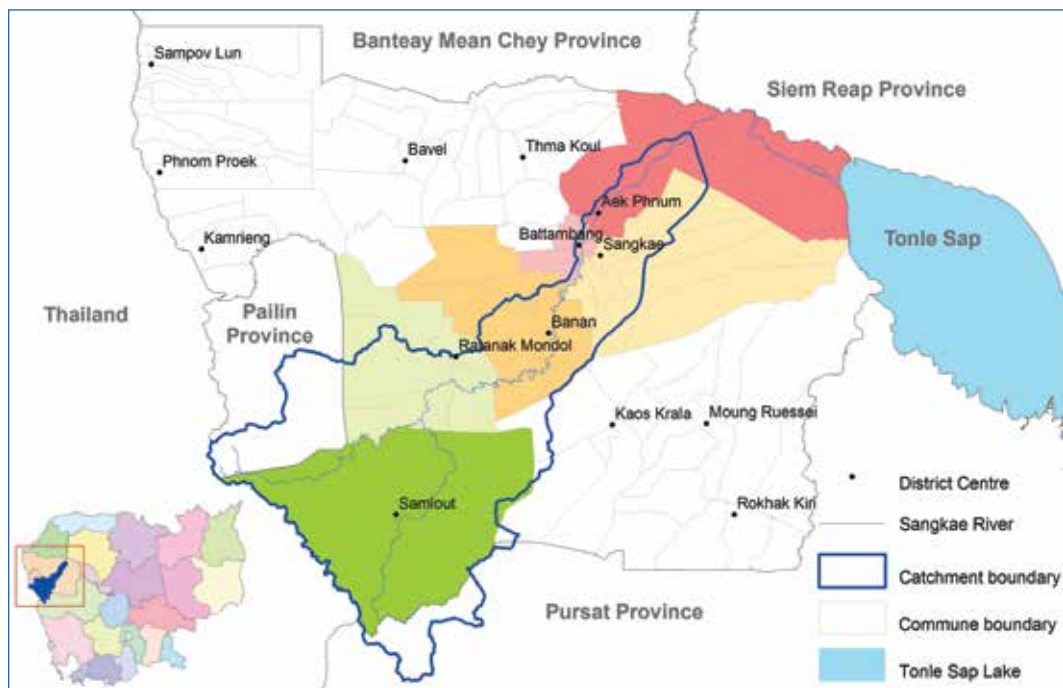 Banteay Mean Chey Province
Sampov Lun
Siem Reap Province
Bavel
Thma Koul
Phnom Proek
Aek Phnum
Kamrieng
Battambang
Sangkae
Tonle Sap
Thailand
Pailin
Province
Banan
Ratanak Mondol
Kaos Krala
Moung Ruessei
District Centre
Samlout
Rokhak Kiri
Sangkae River
Catchment boundary
Pursat Province
Commune boundary
Tonle Sap Lake